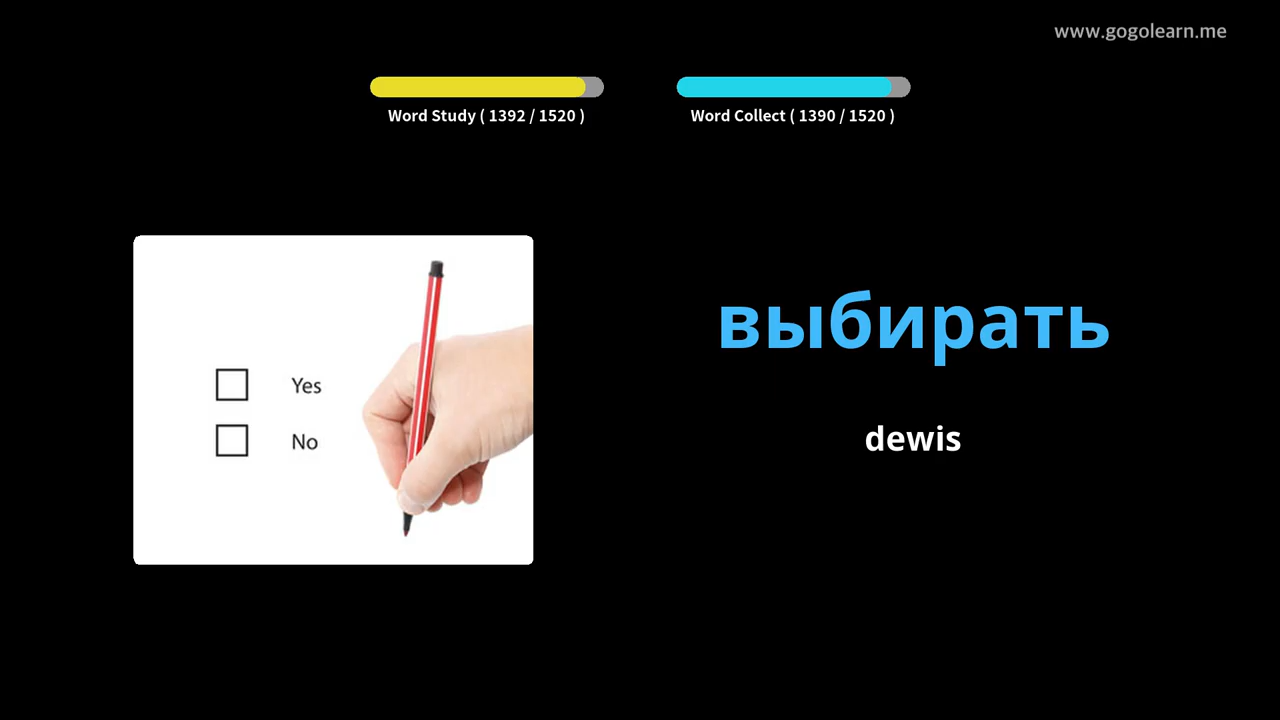 www.gogolearn.me
Word Study ( 1392 / 1520 )
Word Collect ( 1390 / 1520 )
Yes
No
выбирать
dewis